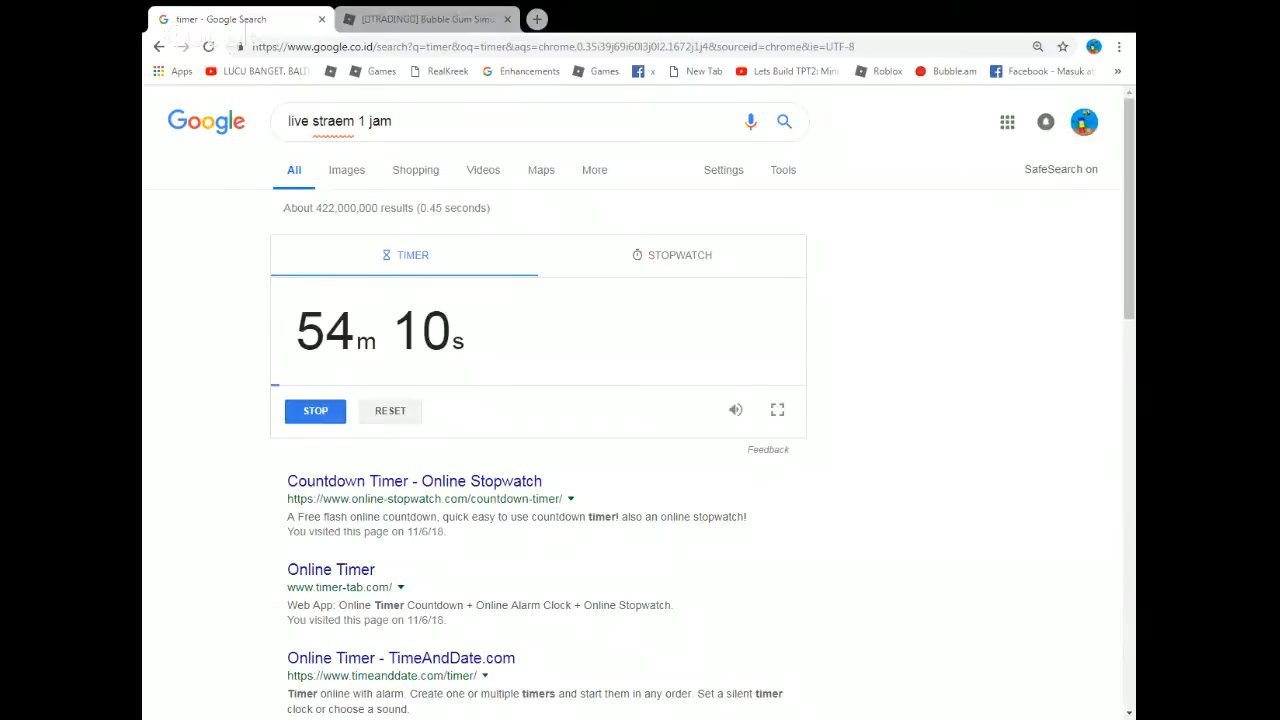 timer - Google Search
[TRADING] Bubble Gum Simu
https://www.google.co.id/search?q=timer&oq=timer&aqs=chrome.0.35i39j69i60l3j0l2.1672j1j4&sourceid=chrome&ie=UTF-8
Apps LUCU BANGET. BALD Games RealKreek Enhancements Games x New Tab Lets Build TPT2: Min Roblox Bubble.am Facebook - Masuk at »
Google live straem 1 jam
All Images Shopping Videos Maps More Settings Tools SafeSearch on
About 422,000,000 results (0.45 seconds)
TIMER STOPWATCH
54m 10s
STOP RESET
Feedback
Countdown Timer - Online Stopwatch
https://www.online-stopwatch.com/countdown-timer/
A Free flash online countdown, quick easy to use countdown timer! also an online stopwatch!
You visited this page on 11/6/18.
Online Timer
www.timer-tab.com/
Web App: Online Timer Countdown + Online Alarm Clock + Online Stopwatch.
You visited this page on 11/6/18.
Online Timer - TimeAndDate.com
https://www.timeanddate.com/timer/
Timer online with alarm. Create one or multiple timers and start them in any order. Set a silent timer
clock or choose a sound.